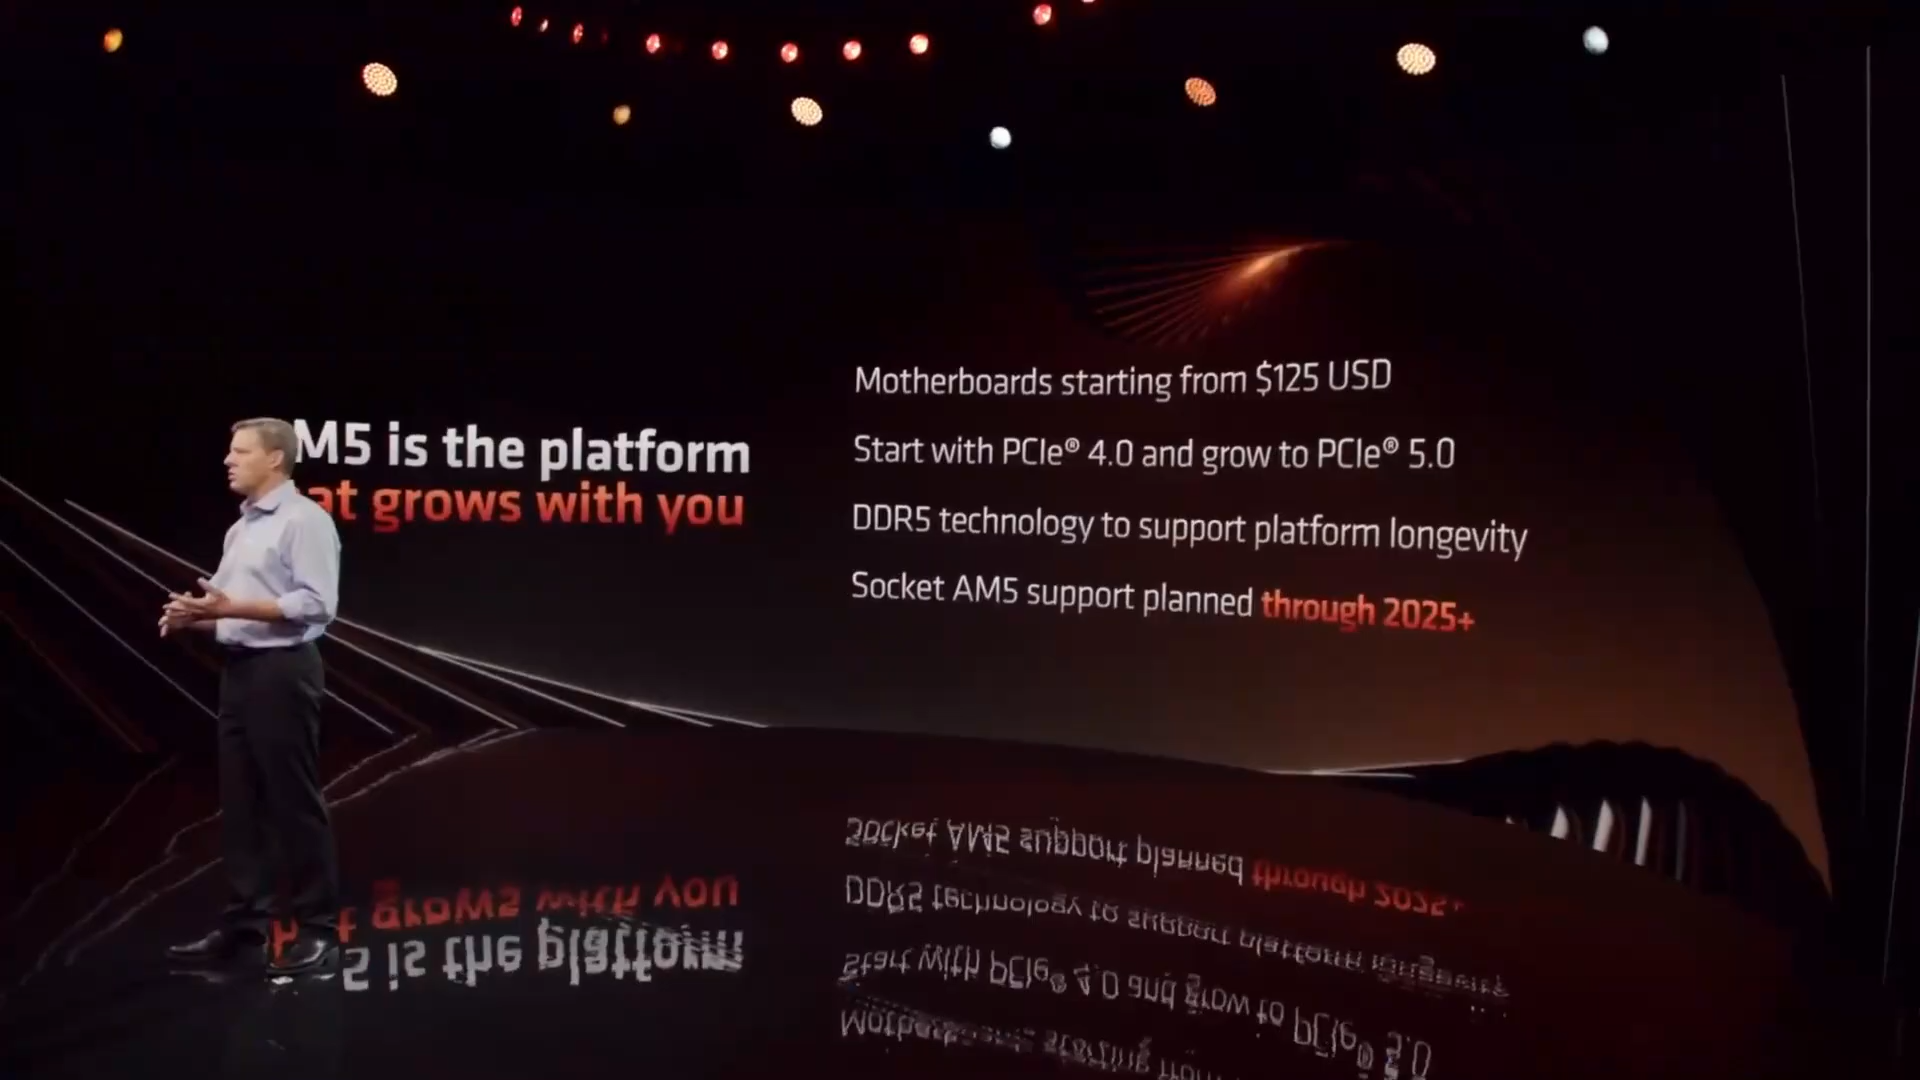 M5 is the platform
at grows with you
Motherboards starting from $125 USD
Start with PCIe® 4.0 and grow to PCIe® 5.0
DDR5 technology to support platform longevity
Socket AM5 support planned through 2025+